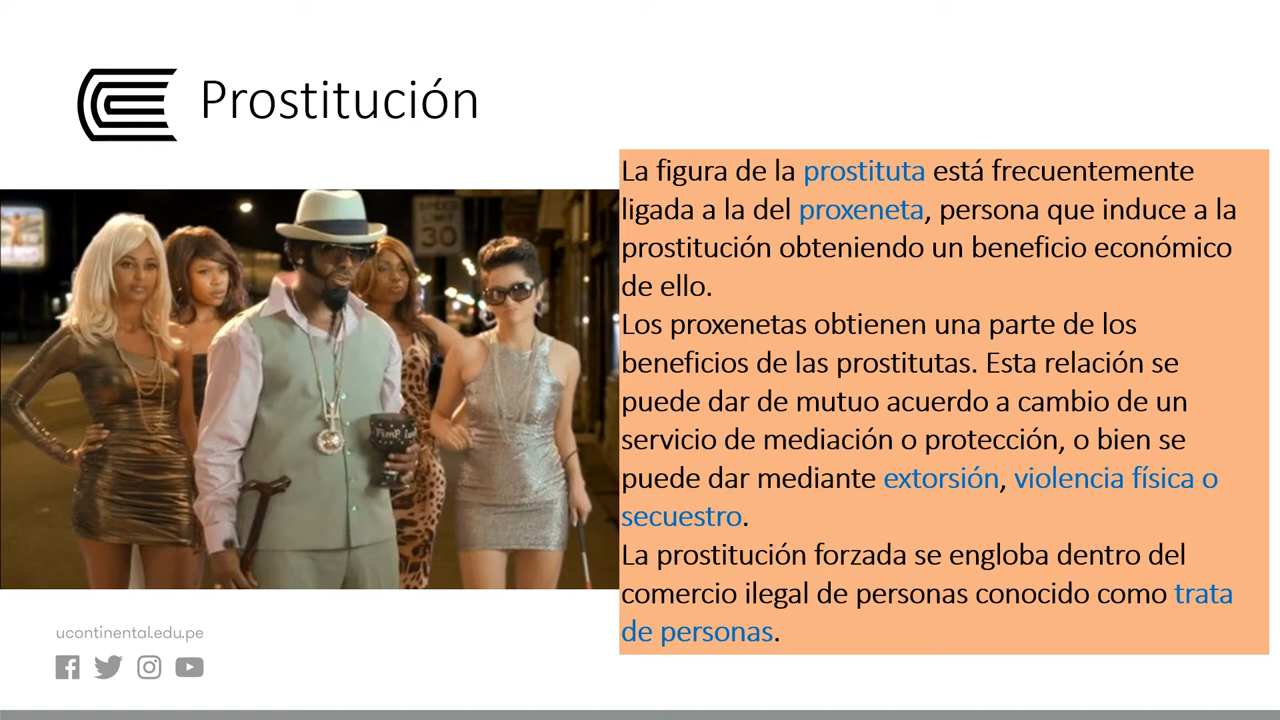 Prostitución
La figura de la prostituta está frecuentemente
ligada a la del proxeneta, persona que induce a la
prostitución obteniendo un beneficio económico
de ello.
Los proxenetas obtienen una parte de los
beneficios de las prostitutas. Esta relación se
puede dar de mutuo acuerdo a cambio de un
servicio de mediación o protección, o bien se
puede dar mediante extorsión, violencia física o
secuestro.
La prostitución forzada se engloba dentro del
comercio ilegal de personas conocido como trata
de personas.
SPEED
LIMIT
30
PimP
ucontinental.edu.pe